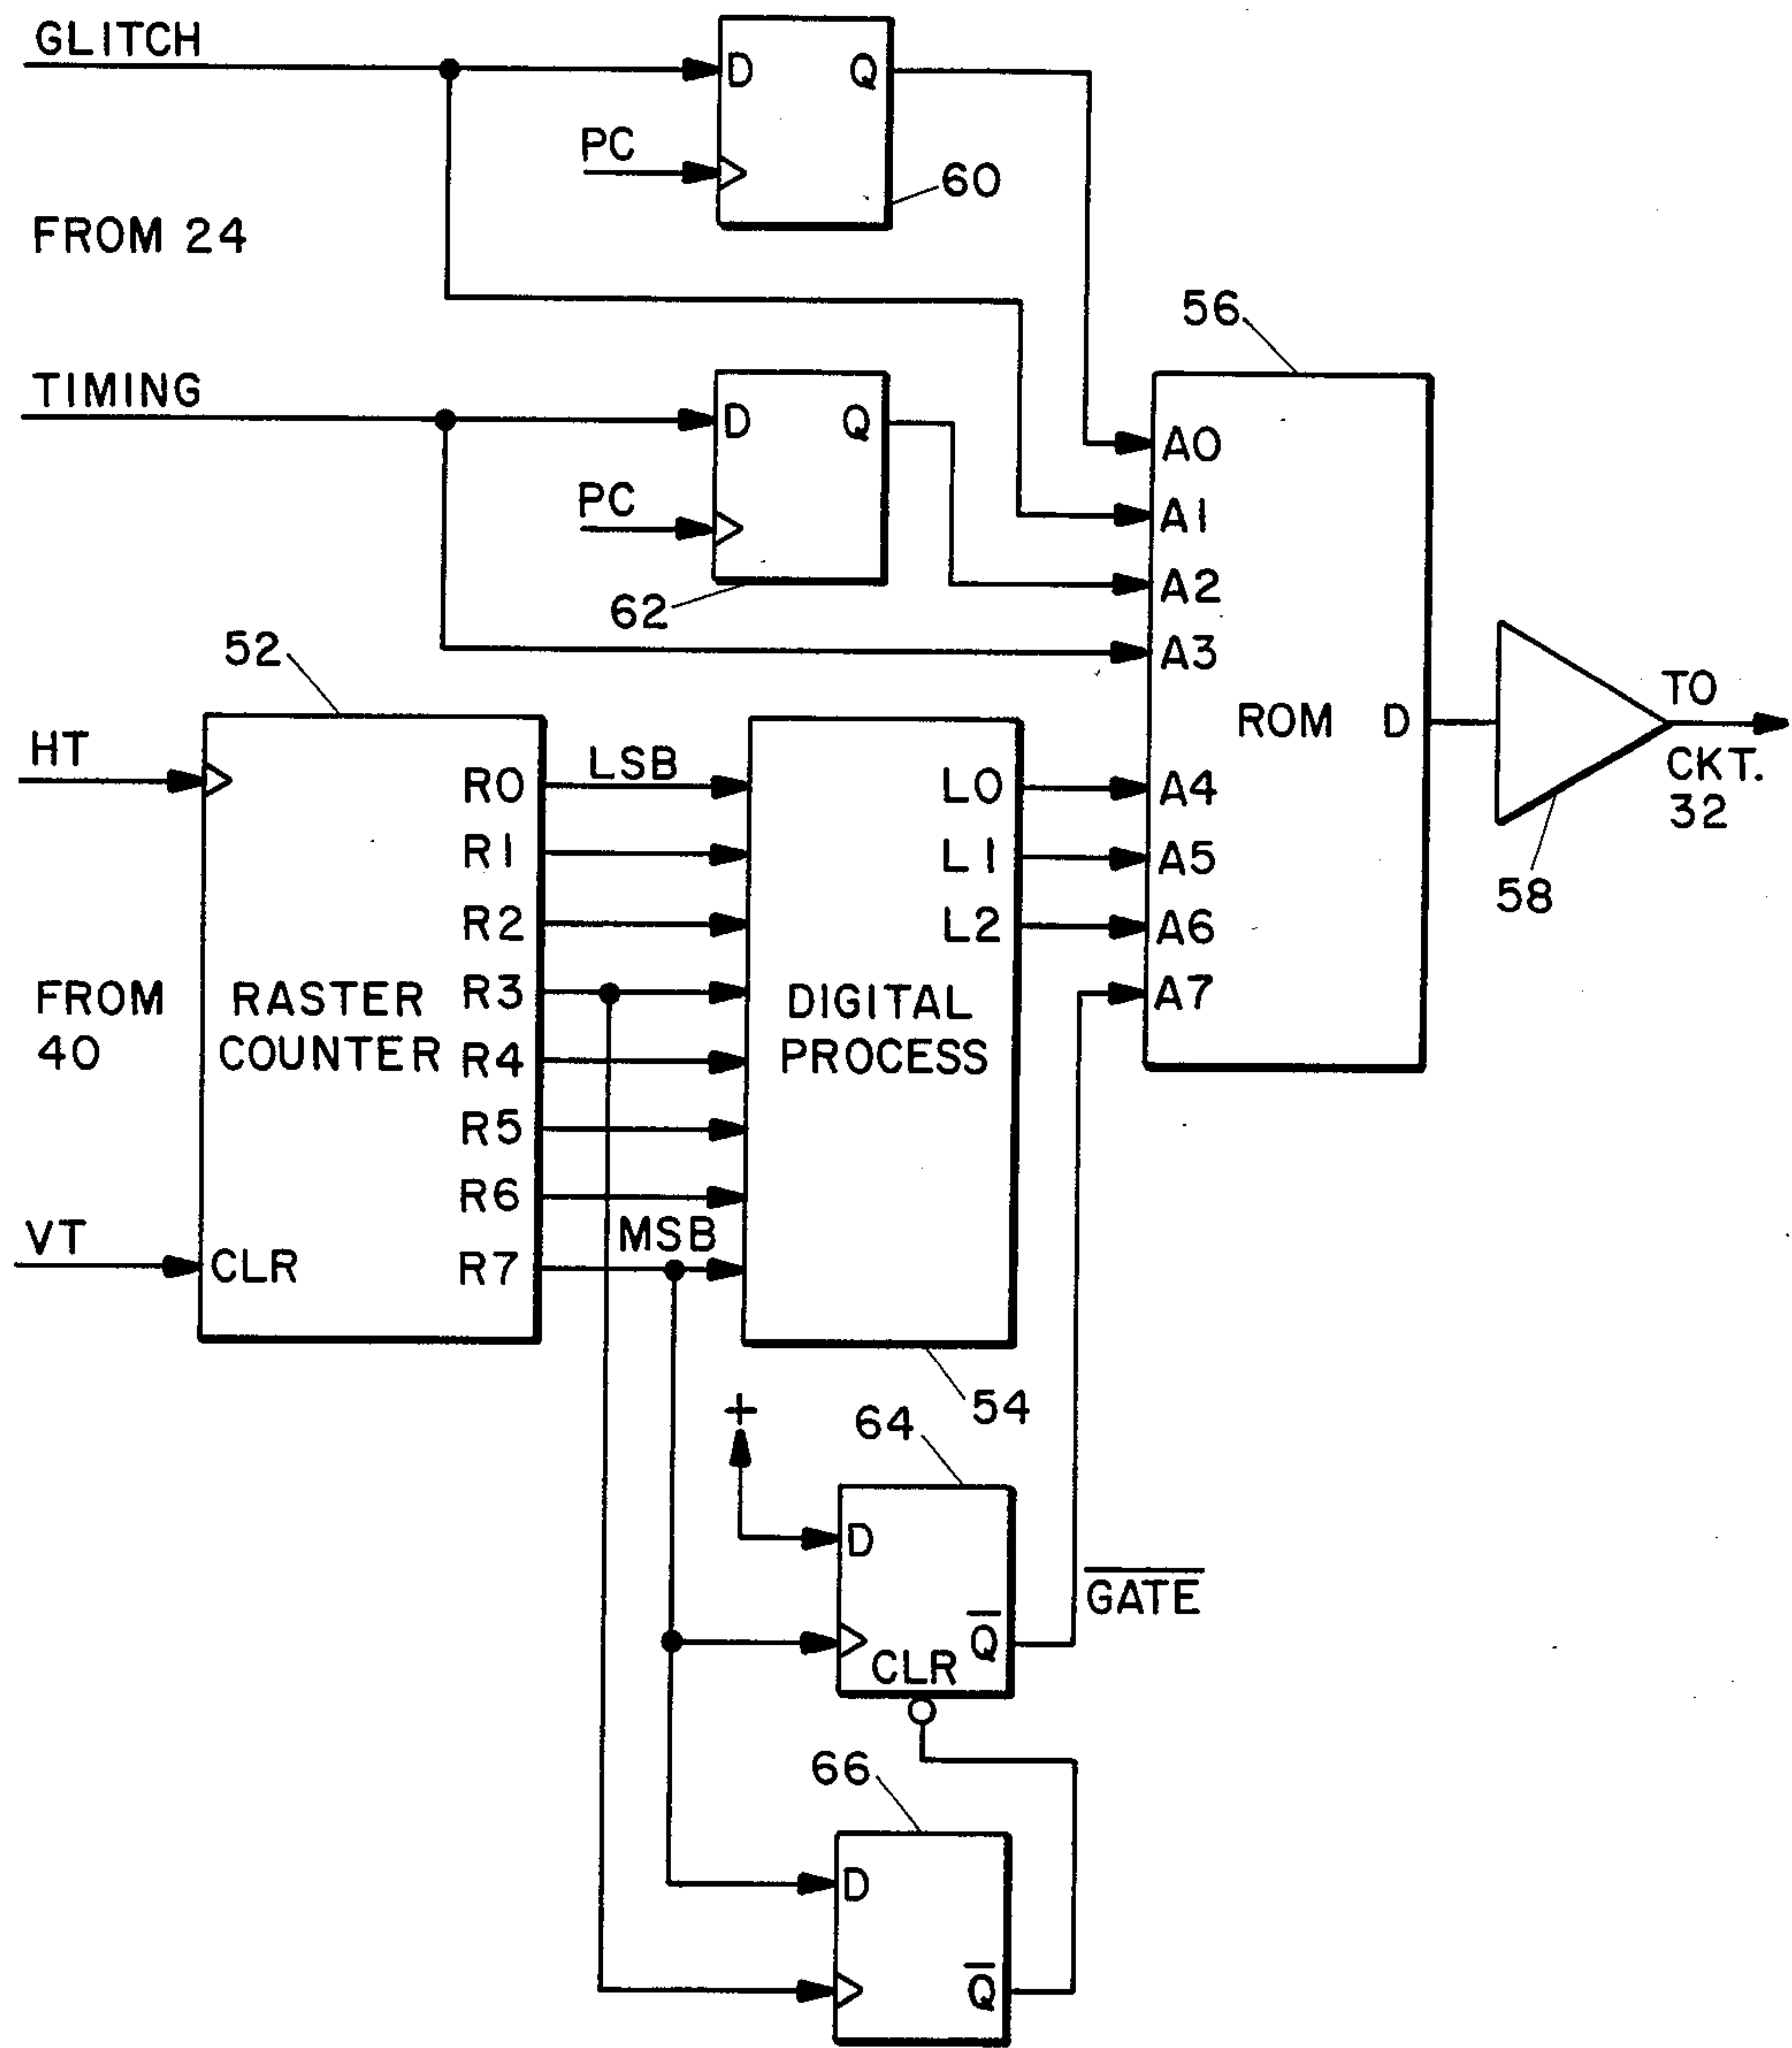 GLITCH
D
Q
PC
60
FROM 24
56
TIMING
D
Q
PC
62
A0
A1
A2
A3
ROM
D
TO
CKT.
32
58
A4
A5
A6
A7
52
HT
LSB
R0
R1
R2
R3
R4
R5
R6
R7
MSB
FROM
40
RASTER
COUNTER
VT
CLR
L0
L1
L2
DIGITAL
PROCESS
54
+
64
D
Q̅
CLR
G̅A̅T̅E̅
66
D
Q̅